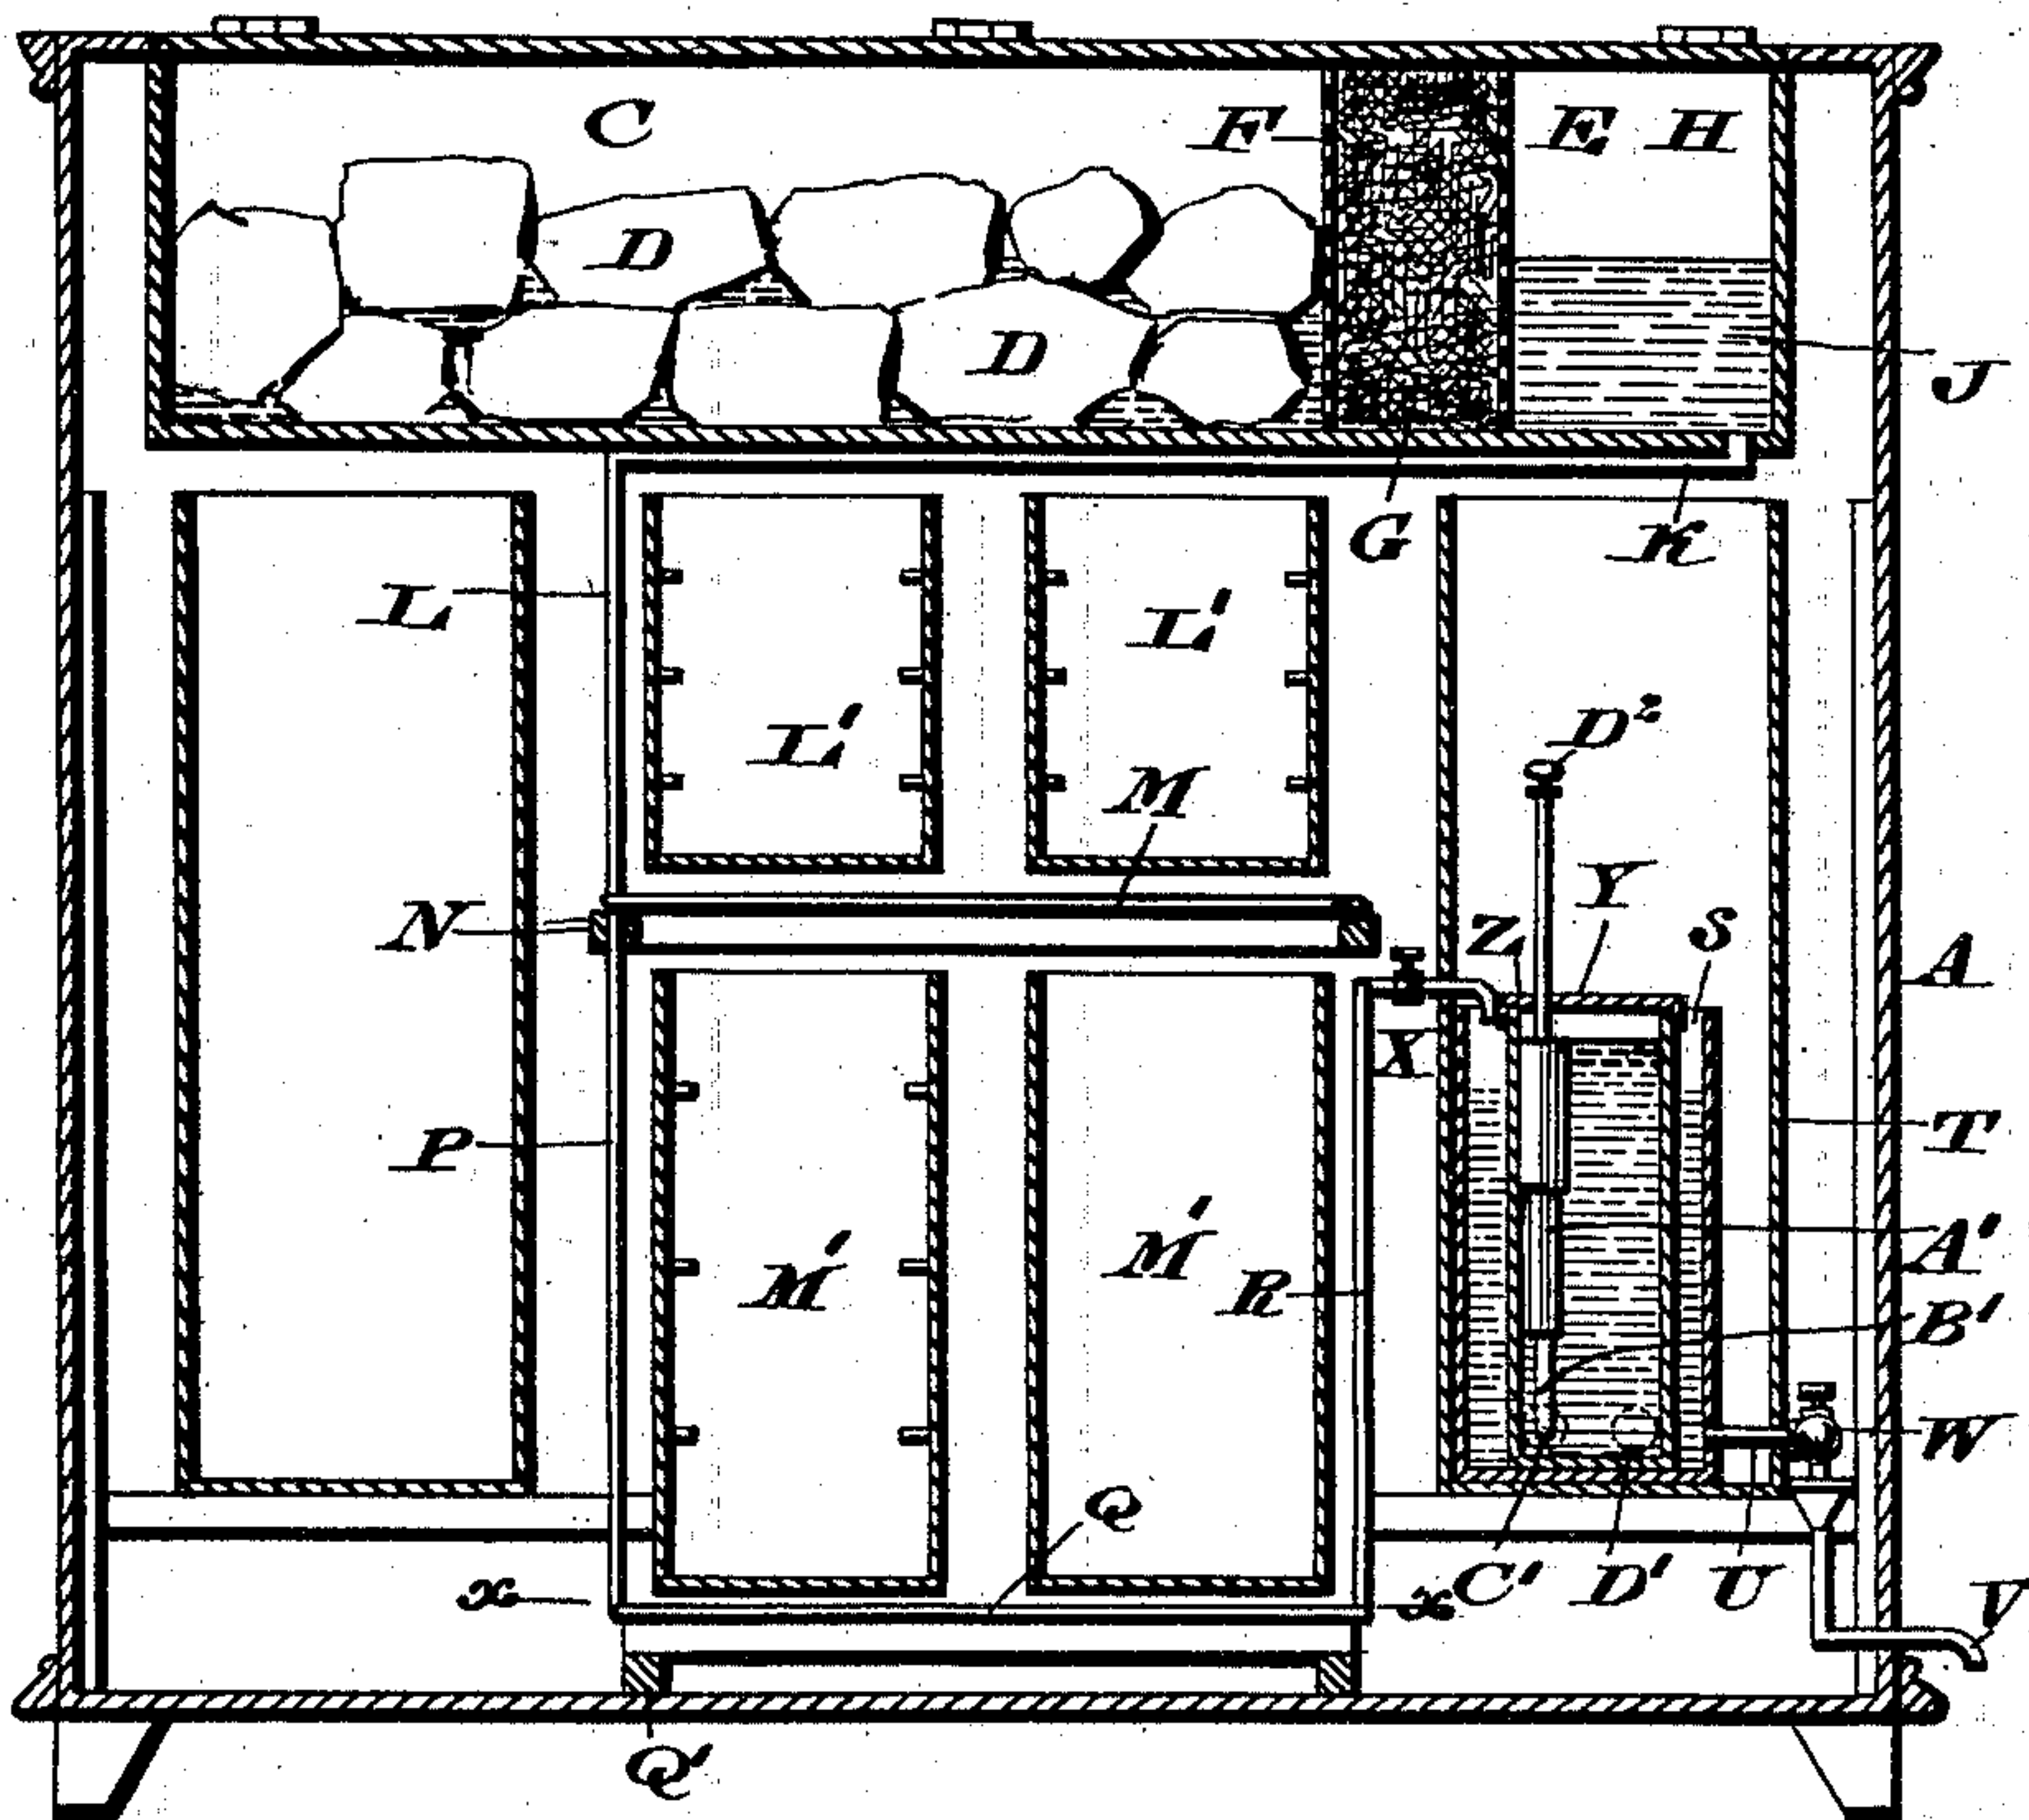 C F E H
D
D J
G K
L L'
L' D²
M
N Z Y S
A
X
P T
M' M' R A'
B'
W
Q
x x C' D' U V
Q'